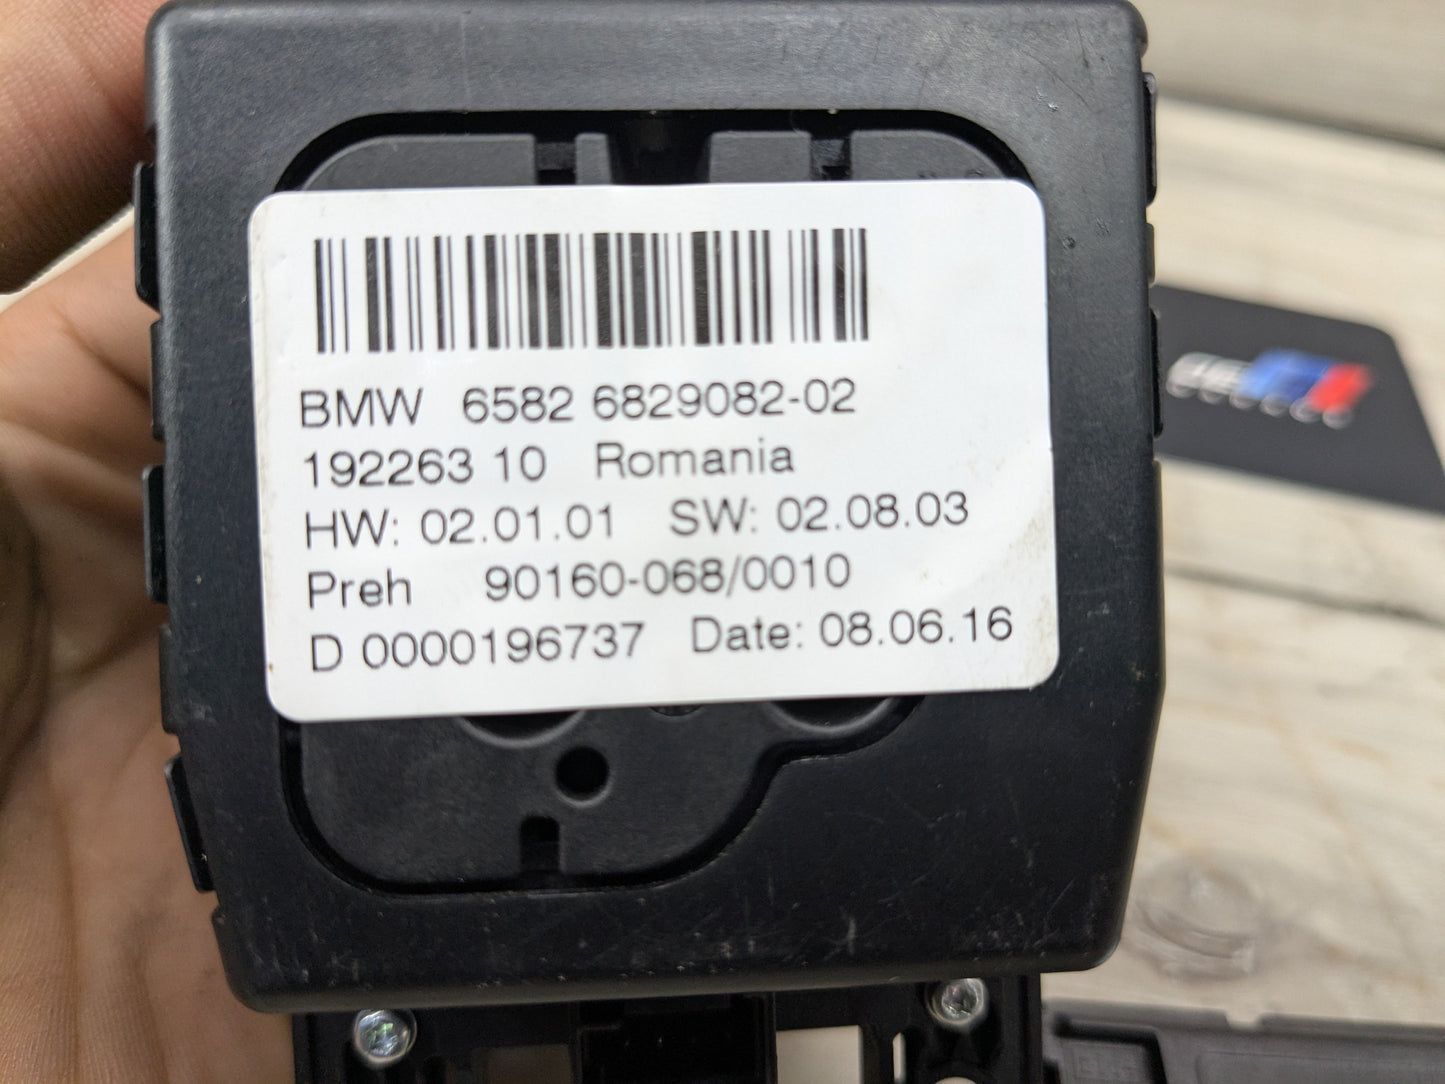 BMW 6582 6829082-02
192263 10 Romania
HW: 02.01.01 SW: 02.08.03
Preh 90160-068/0010
D 0000196737 Date: 08.06.16